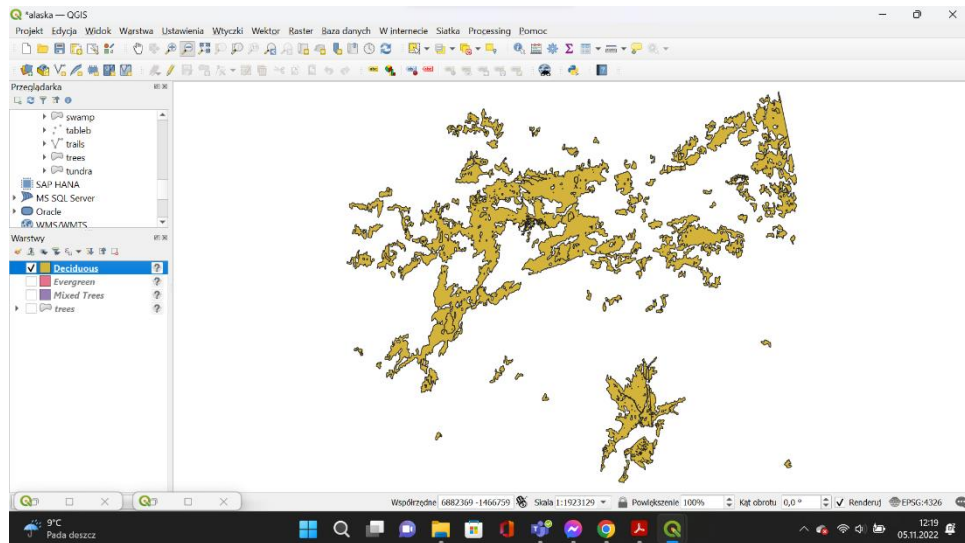 *alaska — QGIS
Projekt Edycja Widok Warstwa Ustawienia Wtyczki Wektor Raster Baza danych W internecie Siatka Processing Pomoc
Przeglądarka
swamp
tableb
trails
trees
tundra
SAP HANA
MS SQL Server
Oracle
WMS/WMTS
Warstwy
Deciduous ?
Evergreen ?
Mixed Trees ?
trees ?
Współrzędne 6882369 -1466759 Skala 1:1923129 Powiększenie 100% Kąt obrotu 0,0 ° Renderuj EPSG:4326
9°C
Pada deszcz
12:19
05.11.2022